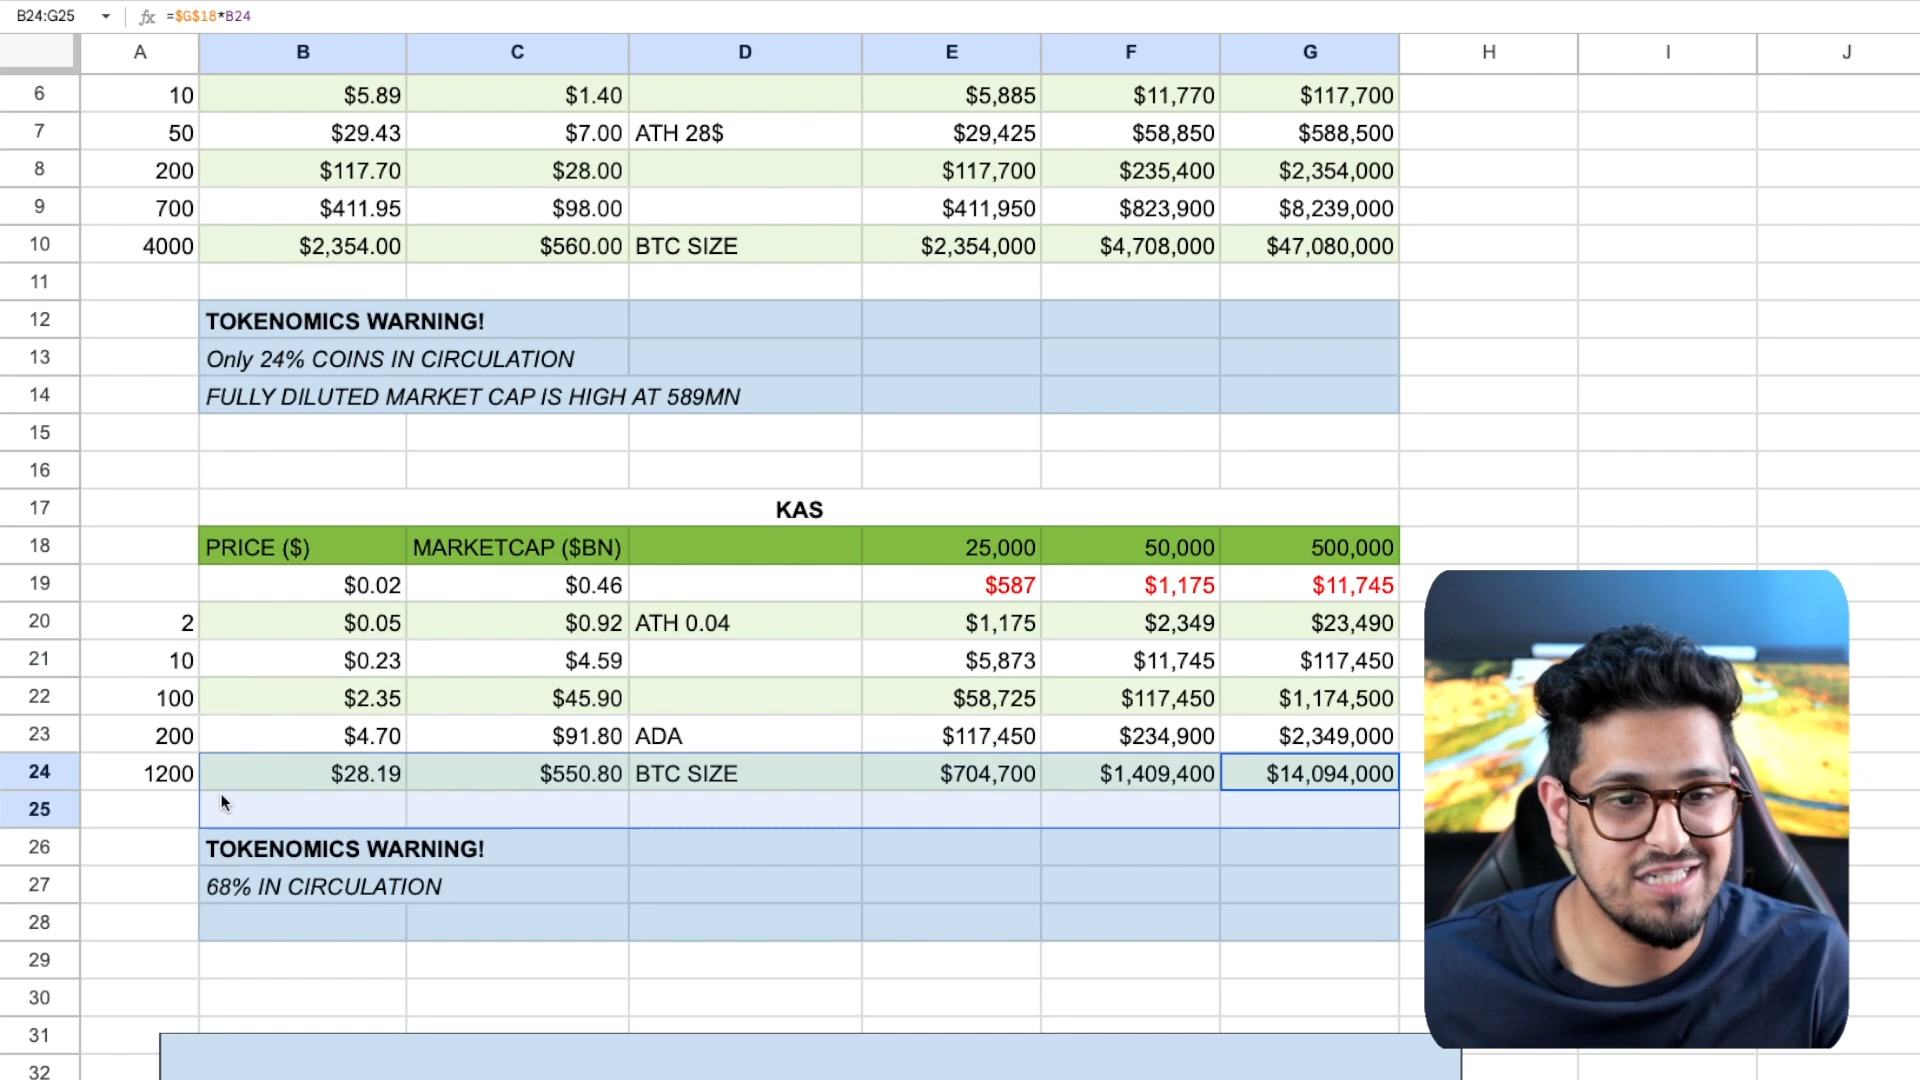 B24:G25 fx =$G$18*B24
A B C D E F G H I J
6 10 $5.89 $1.40 $5,885 $11,770 $117,700
7 50 $29.43 $7.00 ATH 28$ $29,425 $58,850 $588,500
8 200 $117.70 $28.00 $117,700 $235,400 $2,354,000
9 700 $411.95 $98.00 $411,950 $823,900 $8,239,000
10 4000 $2,354.00 $560.00 BTC SIZE $2,354,000 $4,708,000 $47,080,000
11
12 TOKENOMICS WARNING!
13 Only 24% COINS IN CIRCULATION
14 FULLY DILUTED MARKET CAP IS HIGH AT 589MN
15
16
17 KAS
18 PRICE ($) MARKETCAP ($BN) 25,000 50,000 500,000
19 $0.02 $0.46 $587 $1,175 $11,745
20 2 $0.05 $0.92 ATH 0.04 $1,175 $2,349 $23,490
21 10 $0.23 $4.59 $5,873 $11,745 $117,450
22 100 $2.35 $45.90 $58,725 $117,450 $1,174,500
23 200 $4.70 $91.80 ADA $117,450 $234,900 $2,349,000
24 1200 $28.19 $550.80 BTC SIZE $704,700 $1,409,400 $14,094,000
25
26 TOKENOMICS WARNING!
27 68% IN CIRCULATION
28
29
30
31
32